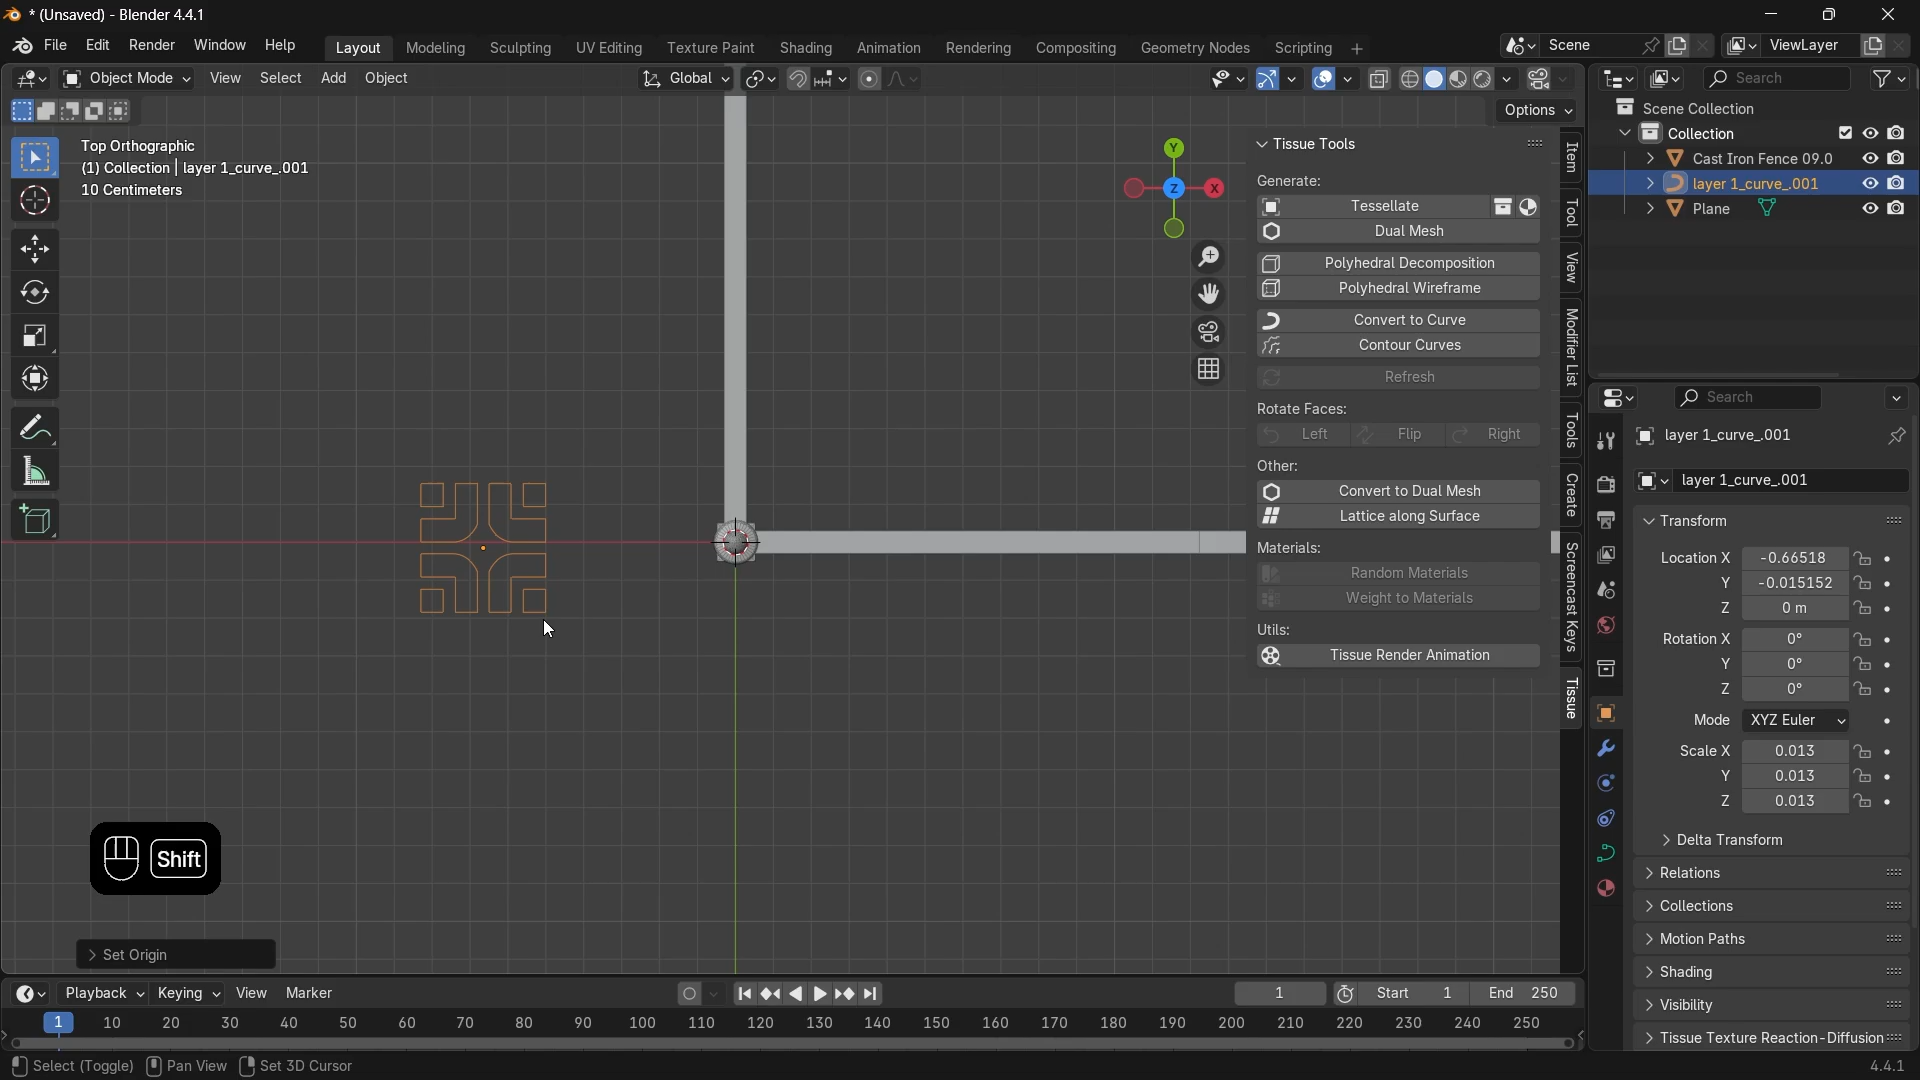 * (Unsaved) - Blender 4.4.1
File Edit Render Window Help
Layout Modeling Sculpting UV Editing Texture Paint Shading Animation Rendering Compositing Geometry Nodes Scripting
Scene
ViewLayer
Object Mode View Select Add Object
Global
Options
Top Orthographic
(1) Collection | layer 1_curve_.001
10 Centimeters
Y
X
Z
Tissue Tools
Generate:
Tessellate
Dual Mesh
Polyhedral Decomposition
Polyhedral Wireframe
Convert to Curve
Contour Curves
Refresh
Rotate Faces:
Left Flip Right
Other:
Convert to Dual Mesh
Lattice along Surface
Materials:
Random Materials
Weight to Materials
Utils:
Tissue Render Animation
Item
Tool
View
Modifier List
Tools
Create
Screencast Keys
Tissue
Search
Scene Collection
Collection
Cast Iron Fence 09.0
layer 1_curve_.001
Plane
Search
layer 1_curve_.001
layer 1_curve_.001
Transform
Location X -0.66518
Y -0.015152
Z 0 m
Rotation X 0°
Y 0°
Z 0°
Mode XYZ Euler
Scale X 0.013
Y 0.013
Z 0.013
Delta Transform
Relations
Collections
Motion Paths
Shading
Visibility
Tissue Texture Reaction-Diffusion
Shift
Set Origin
Playback Keying View Marker
1
Start 1
End 250
1 10 20 30 40 50 60 70 80 90 100 110 120 130 140 150 160 170 180 190 200 210 220 230 240 250
Select (Toggle) Pan View Set 3D Cursor
4.4.1